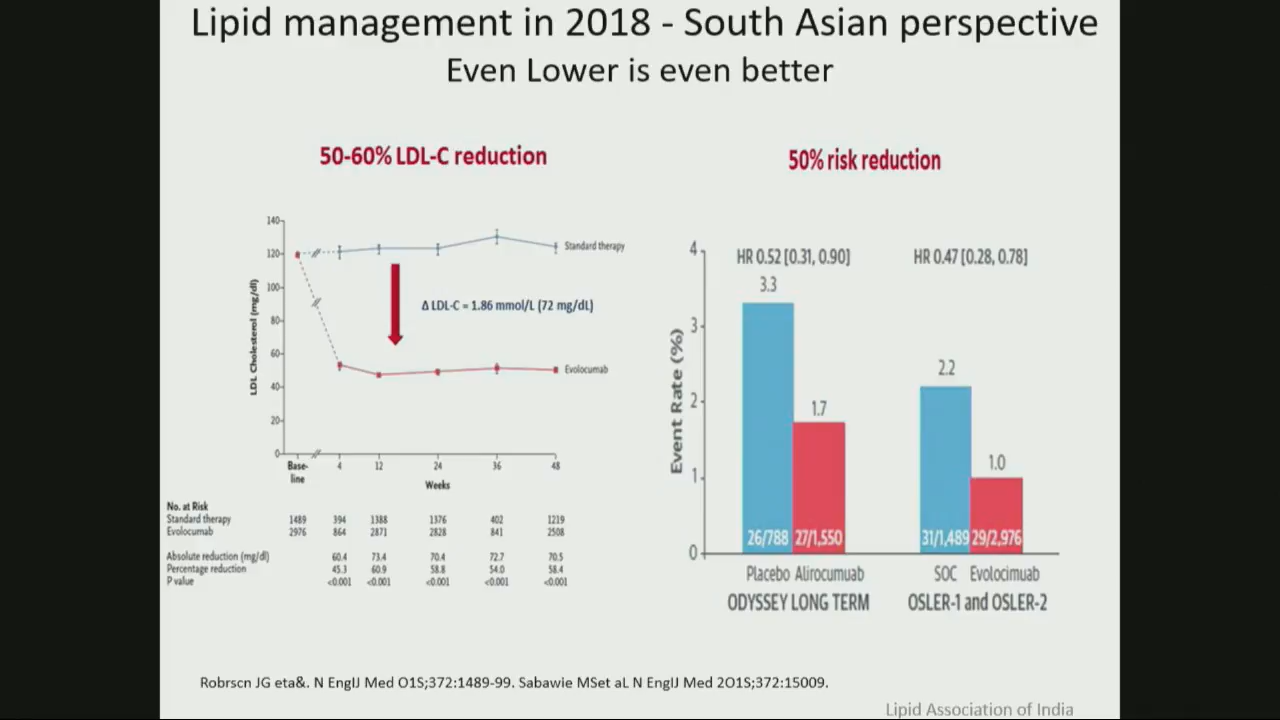 Lipid management in 2018 - South Asian perspective
Even Lower is even better
50-60% LDL-C reduction
140
120
100
80
60
40
20
0
LDL Cholesterol (mg/dl)
Standard therapy
Δ LDL-C = 1.86 mmol/L (72 mg/dL)
Evolocumab
Base-
line
4 12 24 36 48
Weeks
No. at Risk
Standard therapy 1489 394 1388 1376 402 1219
Evolocumab 2976 864 2871 2828 841 2508
Absolute reduction (mg/dl) 60.4 73.4 70.4 72.7 70.5
Percentage reduction 45.3 60.9 58.8 54.0 58.4
P value <0.001 <0.001 <0.001 <0.001 <0.001
50% risk reduction
4
3
2
1
0
Event Rate (%)
HR 0.52 [0.31, 0.90] HR 0.47 [0.28, 0.78]
3.3
1.7
2.2
1.0
26/788 27/1,550 31/1,489 29/2,976
Placebo Alirocumab SOC Evolocimuab
ODYSSEY LONG TERM OSLER-1 and OSLER-2
Robrscn JG eta&. N EngIJ Med O1S;372:1489-99. Sabawie MSet aL N EngIJ Med 2O1S;372:15009.
Lipid Association of India